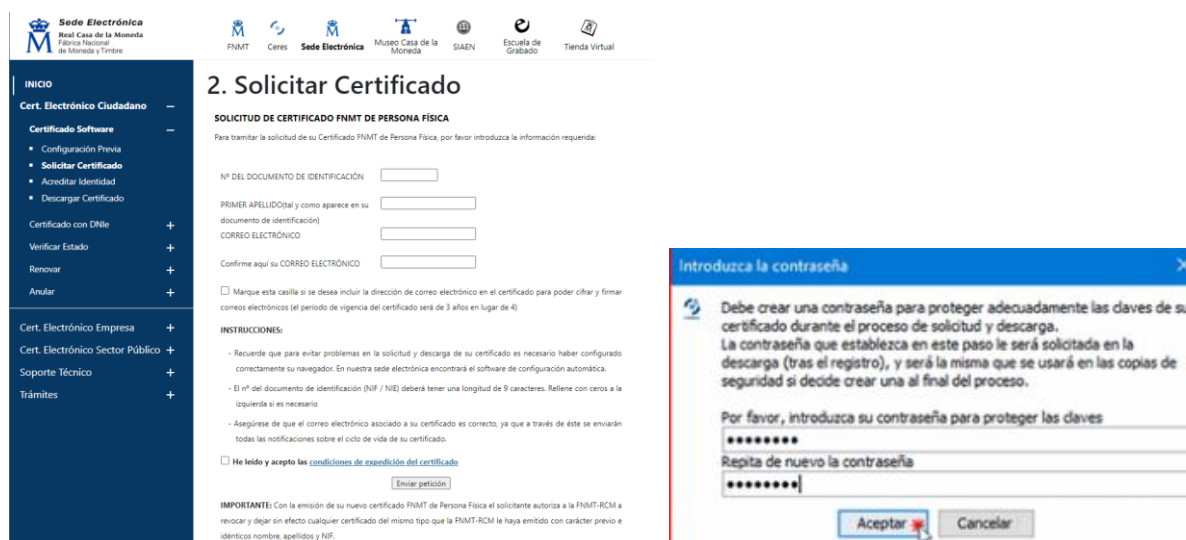 Sede Electrónica
Real Casa de la Moneda
Fábrica Nacional
de Moneda y Timbre
FNMT
Ceres
Sede Electrónica
Museo Casa de la
Moneda
SIAEN
Escuela de
Grabado
Tienda Virtual
INICIO
Cert. Electrónico Ciudadano –
Certificado Software –
▪ Configuración Previa
▪ Solicitar Certificado
▪ Acreditar Identidad
▪ Descargar Certificado
Certificado con DNIe +
Verificar Estado +
Renovar +
Anular +
Cert. Electrónico Empresa +
Cert. Electrónico Sector Público +
Soporte Técnico +
Trámites +
2. Solicitar Certificado
SOLICITUD DE CERTIFICADO FNMT DE PERSONA FÍSICA
Para tramitar la solicitud de su Certificado FNMT de Persona Física, por favor introduzca la información requerida:
Nº DEL DOCUMENTO DE IDENTIFICACIÓN
PRIMER APELLIDO(tal y como aparece en su
documento de identificación)
CORREO ELECTRÓNICO
Confirme aquí su CORREO ELECTRÓNICO
Marque esta casilla si se desea incluir la dirección de correo electrónico en el certificado para poder cifrar y firmar
correos electrónicos (el período de vigencia del certificado será de 3 años en lugar de 4)
INSTRUCCIONES:
- Recuerde que para evitar problemas en la solicitud y descarga de su certificado es necesario haber configurado
correctamente su navegador. En nuestra sede electrónica encontrará el software de configuración automática.
- El nº del documento de identificación (NIF / NIE) deberá tener una longitud de 9 caracteres. Rellene con ceros a la
izquierda si es necesario
- Asegúrese de que el correo electrónico asociado a su certificado es correcto, ya que a través de éste se enviarán
todas las notificaciones sobre el ciclo de vida de su certificado.
He leído y acepto las condiciones de expedición del certificado
Enviar petición
IMPORTANTE: Con la emisión de su nuevo certificado FNMT de Persona Física el solicitante autoriza a la FNMT-RCM a
revocar y dejar sin efecto cualquier certificado del mismo tipo que la FNMT-RCM le haya emitido con carácter previo e
idénticos nombre, apellidos y NIF.
Introduzca la contraseña
Debe crear una contraseña para proteger adecuadamente las claves de su
certificado durante el proceso de solicitud y descarga.
La contraseña que establezca en este paso le será solicitada en la
descarga (tras el registro), y será la misma que se usará en las copias de
seguridad si decide crear una al final del proceso.
Por favor, introduzca su contraseña para proteger las claves
Repita de nuevo la contraseña
Aceptar
Cancelar